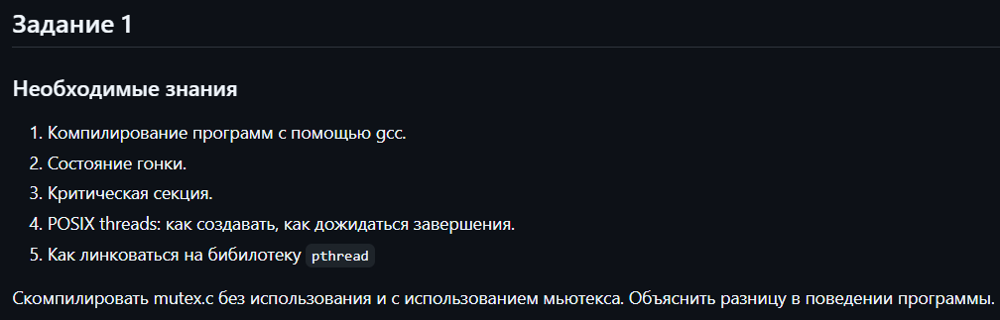 Задание 1
Необходимые знания
1. Компилирование программ с помощью gcc.
2. Состояние гонки.
3. Критическая секция.
4. POSIX threads: как создавать, как дожидаться завершения.
5. Как линковаться на бибилотеку pthread
Скомпилировать mutex.c без использования и с использованием мьютекса. Объяснить разницу в поведении программы.